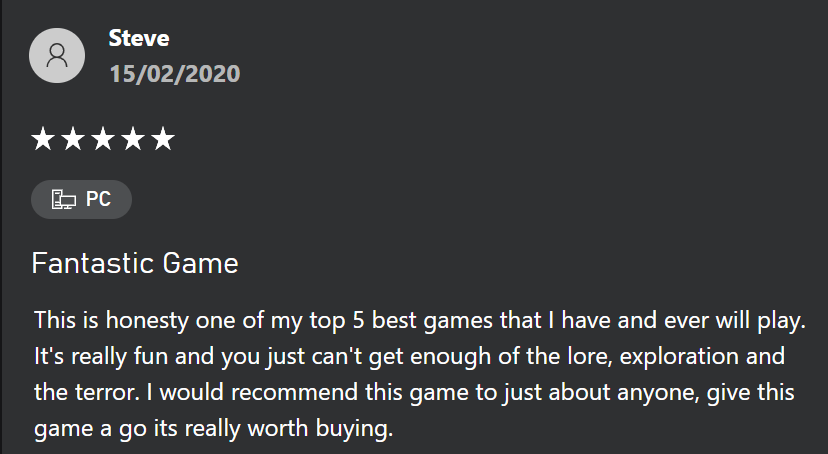 Steve
15/02/2020
PC
Fantastic Game
This is honesty one of my top 5 best games that I have and ever will play.
It's really fun and you just can't get enough of the lore, exploration and
the terror. I would recommend this game to just about anyone, give this
game a go its really worth buying.